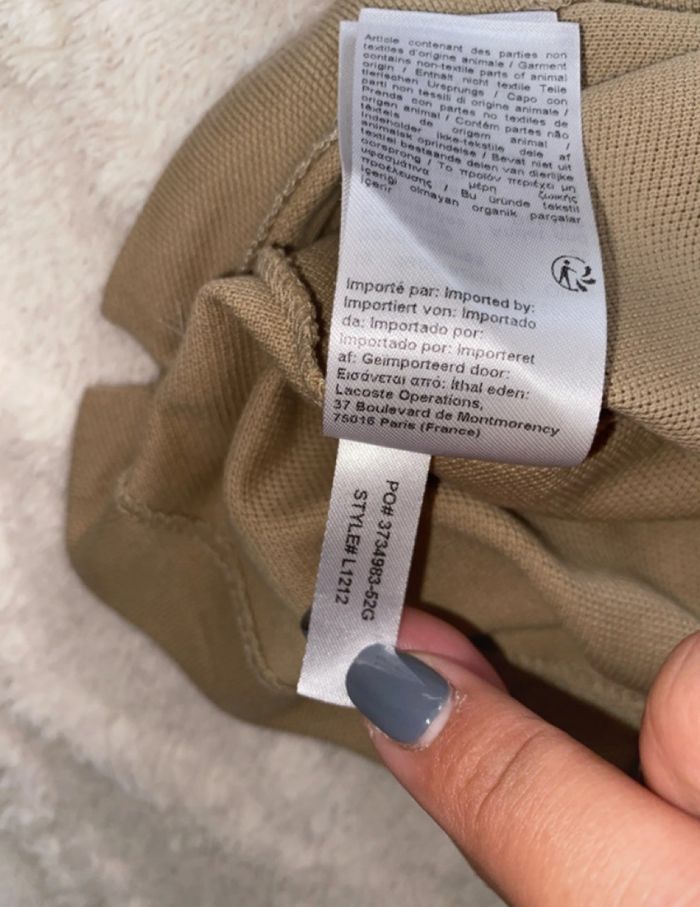 Article contenant des parties non
textiles d'origine animale / Garment
contains non-textile parts of animal
origin / Enthält nicht textile Teile
tierischen Ursprungs / Capo con
parti non tessili di origine animale /
Prenda con partes no textiles de
origen animal / Contém partes não
têxteis de origem animal /
Indeholder ikke-tekstile dele af
animalsk oprindelse / Bevat niet uit
textiel bestaande delen van dierlijke
oorsprong / Το προϊόν περιέχει μη
υφασμάτινα μέρη ζωικής
προέλευσης / Bu üründe tekstil
içeriği olmayan organik parçalar
içerir
Importé par: Imported by:
Importiert von: Importado
da: Importado por:
Importado por: Importeret
af: Geimporteerd door:
Εισάνεται από: İthal eden:
Lacoste Operations,
37 Boulevard de Montmorency
75016 Paris (France)
PO# 3734983-52G
STYLE# L1212